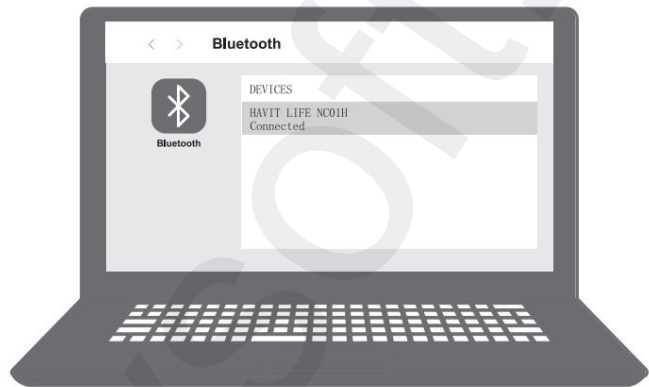 < > Bluetooth
DEVICES
HAVIT LIFE NC01H
Connected
Bluetooth